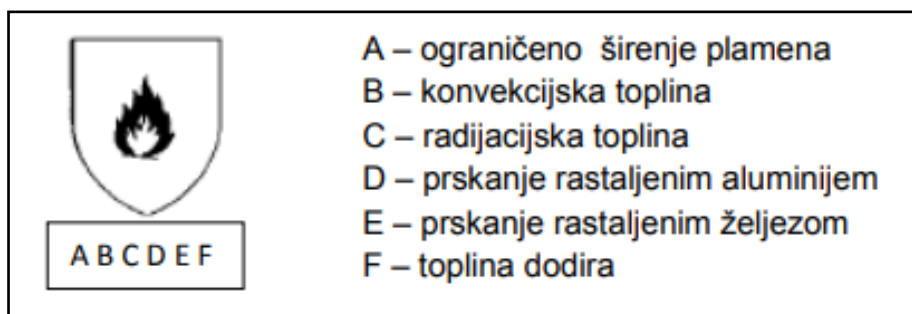 A – ograničeno širenje plamena
B – konvekcijska toplina
C – radijacijska toplina
D – prskanje rastaljenim aluminijem
E – prskanje rastaljenim željezom
F – toplina dodira
A B C D E F